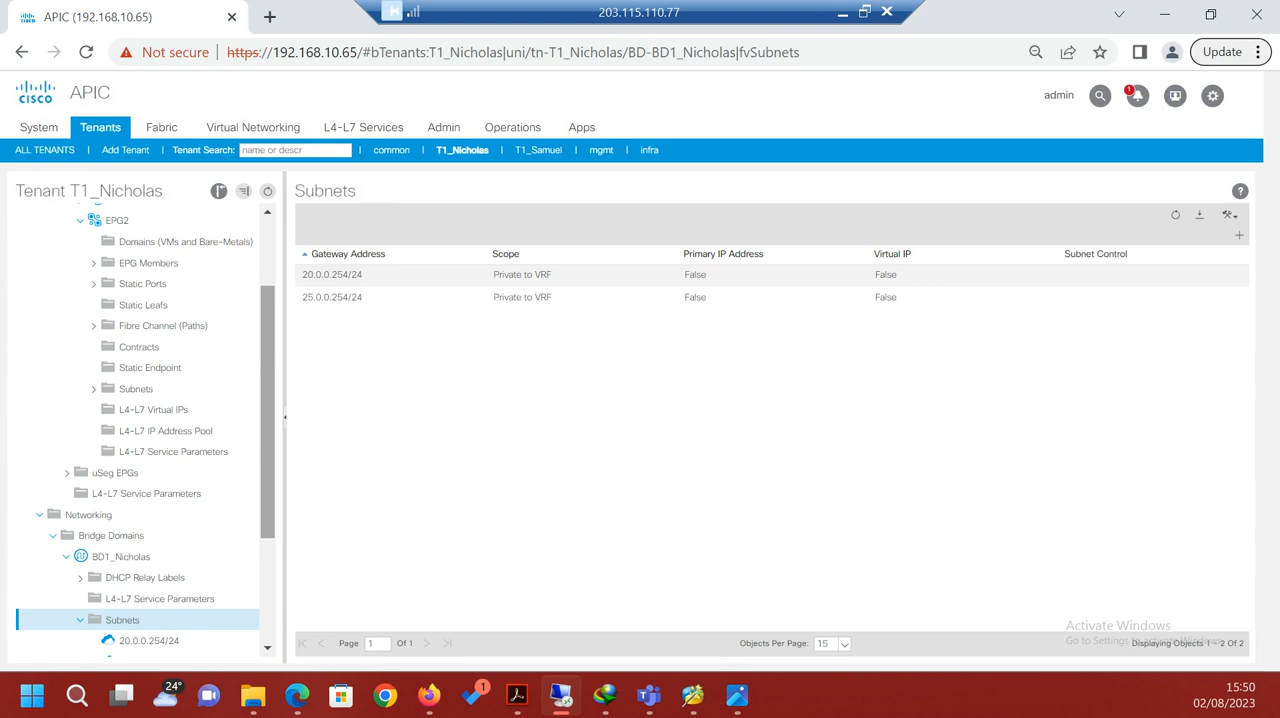 APIC (192.168.10.65)
203.115.110.77
Not secure
https://192.168.10.65/#bTenants:T1_Nicholas|uni/tn-T1_Nicholas/BD-BD1_Nicholas|fvSubnets
Update
CISCO
APIC
admin
1
System Tenants Fabric Virtual Networking L4-L7 Services Admin Operations Apps
ALL TENANTS | Add Tenant | Tenant Search: name or descr | common | T1_Nicholas | T1_Samuel | mgmt | infra
Tenant T1_Nicholas
EPG2
Domains (VMs and Bare-Metals)
EPG Members
Static Ports
Static Leafs
Fibre Channel (Paths)
Contracts
Static Endpoint
Subnets
L4-L7 Virtual IPs
L4-L7 IP Address Pool
L4-L7 Service Parameters
uSeg EPGs
L4-L7 Service Parameters
Networking
Bridge Domains
BD1_Nicholas
DHCP Relay Labels
L4-L7 Service Parameters
Subnets
20.0.0.254/24
Subnets
Gateway Address Scope Primary IP Address Virtual IP Subnet Control
20.0.0.254/24 Private to VRF False False
25.0.0.254/24 Private to VRF False False
Page 1 Of 1
Objects Per Page: 15
Displaying Objects 1 - 2 Of 2
Activate Windows
Go to Settings to activate Windows.
24°
1
15:50
02/08/2023